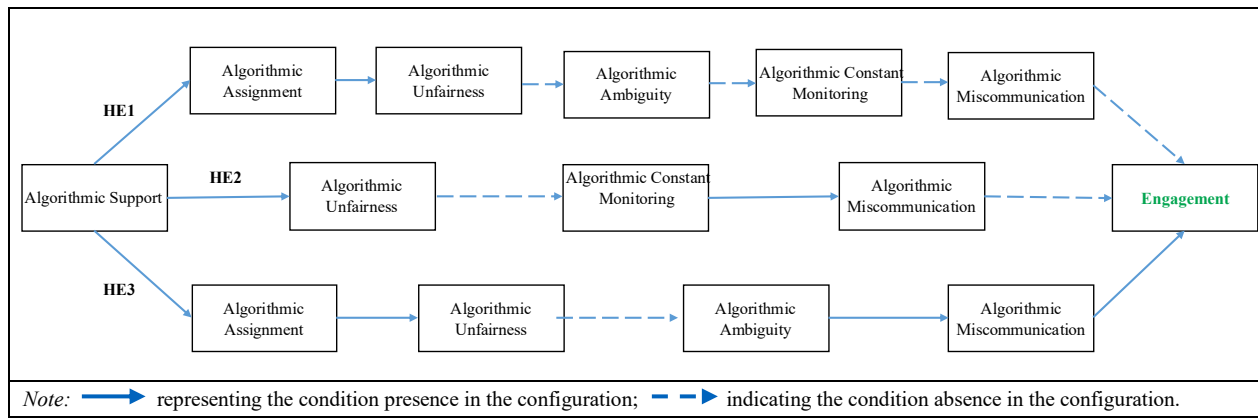 Algorithmic
Assignment
Algorithmic
Unfairness
Algorithmic
Ambiguity
Algorithmic Constant
Monitoring
Algorithmic
Miscommunication
HE1
Algorithmic Support
HE2
Algorithmic
Unfairness
Algorithmic Constant
Monitoring
Algorithmic
Miscommunication
Engagement
HE3
Algorithmic
Assignment
Algorithmic
Unfairness
Algorithmic
Ambiguity
Algorithmic
Miscommunication
Note: representing the condition presence in the configuration; indicating the condition absence in the configuration.